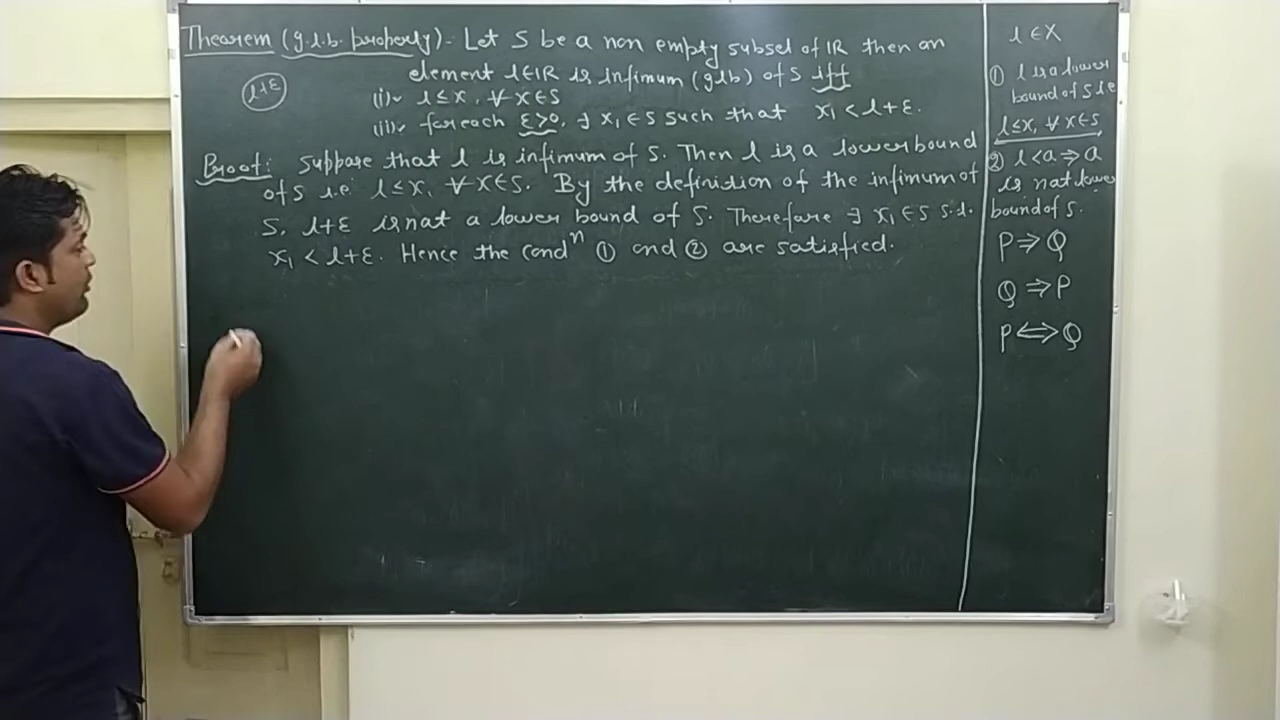 Theorem (g.l.b. property)- Let S be a non empty subset of IR then an
element l∈IR is infimum (glb) of S iff
l+ε
(i)- l≤x, ∀x∈S
(ii)- for each ε>0, ∃ x₁∈S such that x₁<l+ε.
Proof: Suppose that l is infimum of S. Then l is a lower bound
of S i.e. l≤x, ∀x∈S. By the definition of the infimum of
S, l+ε is not a lower bound of S. Therefore ∃ x₁∈S s.t.
x₁<l+ε. Hence the condⁿ ① and ② are satisfied.
l∈X
① l is a lower
bound of S i.e
l≤x, ∀x∈S
② l<a⇒a
is not lower
bound of S.
P⇒Q
Q⇒P
P⇔Q